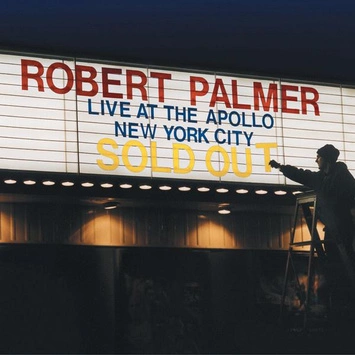 ROBERT PALMER
LIVE AT THE APOLLO
NEW YORK CITY
SOLD OUT